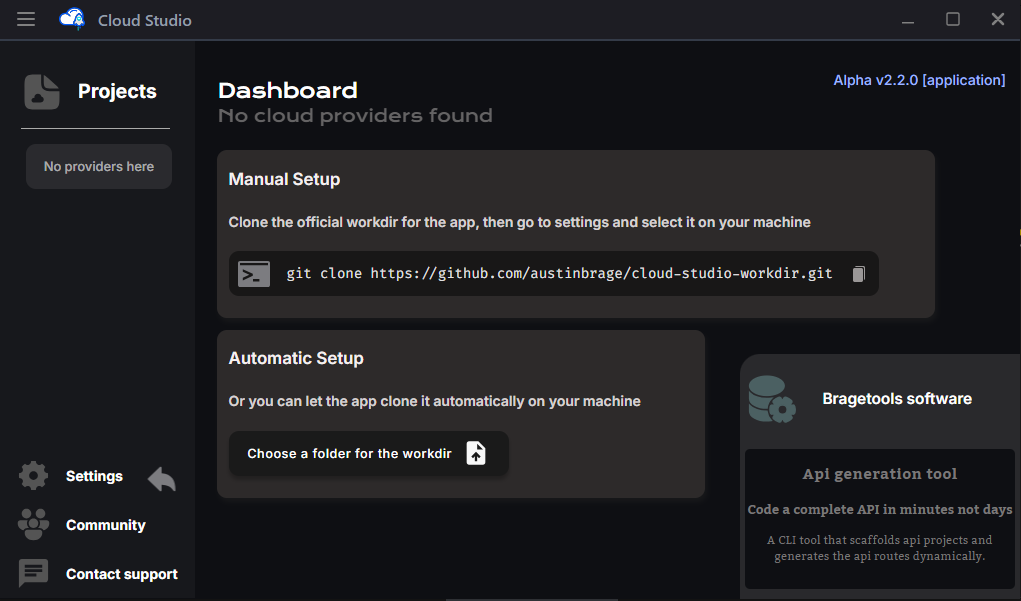 Cloud Studio
Projects
No providers here
Settings
Community
Contact support
Dashboard
No cloud providers found
Alpha v2.2.0 [application]
Manual Setup
Clone the official workdir for the app, then go to settings and select it on your machine
>_ git clone https://github.com/austinbrage/cloud-studio-workdir.git
Automatic Setup
Or you can let the app clone it automatically on your machine
Choose a folder for the workdir
Bragetools software
Api generation tool
Code a complete API in minutes not days
A CLI tool that scaffolds api projects and
generates the api routes dynamically.